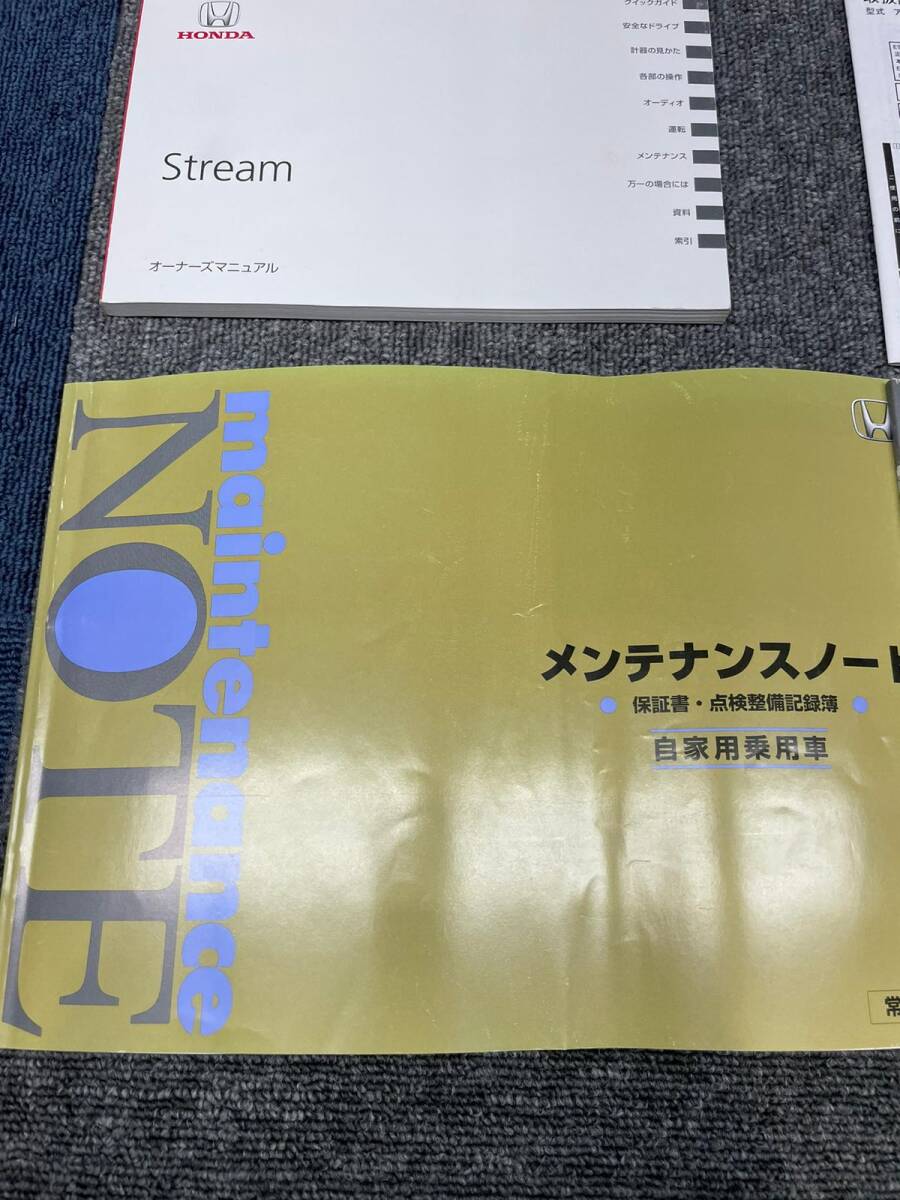 HONDA
クイックガイド
安全なドライブ
計器の見かた
各部の操作
オーディオ
運転
メンテナンス
万一の場合には
資料
索引
Stream
オーナーズマニュアル
型式
maintenance
NOTE
メンテナンスノート
保証書・点検整備記録簿
自家用乗用車
常